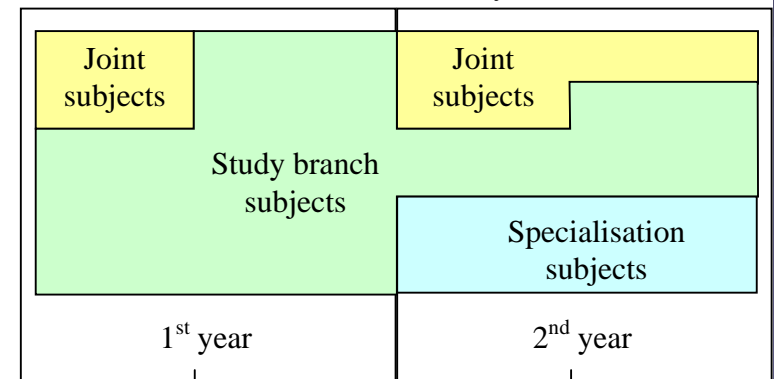 Joint
subjects
Joint
subjects
Study branch
subjects
Specialisation
subjects
1st year
2nd year